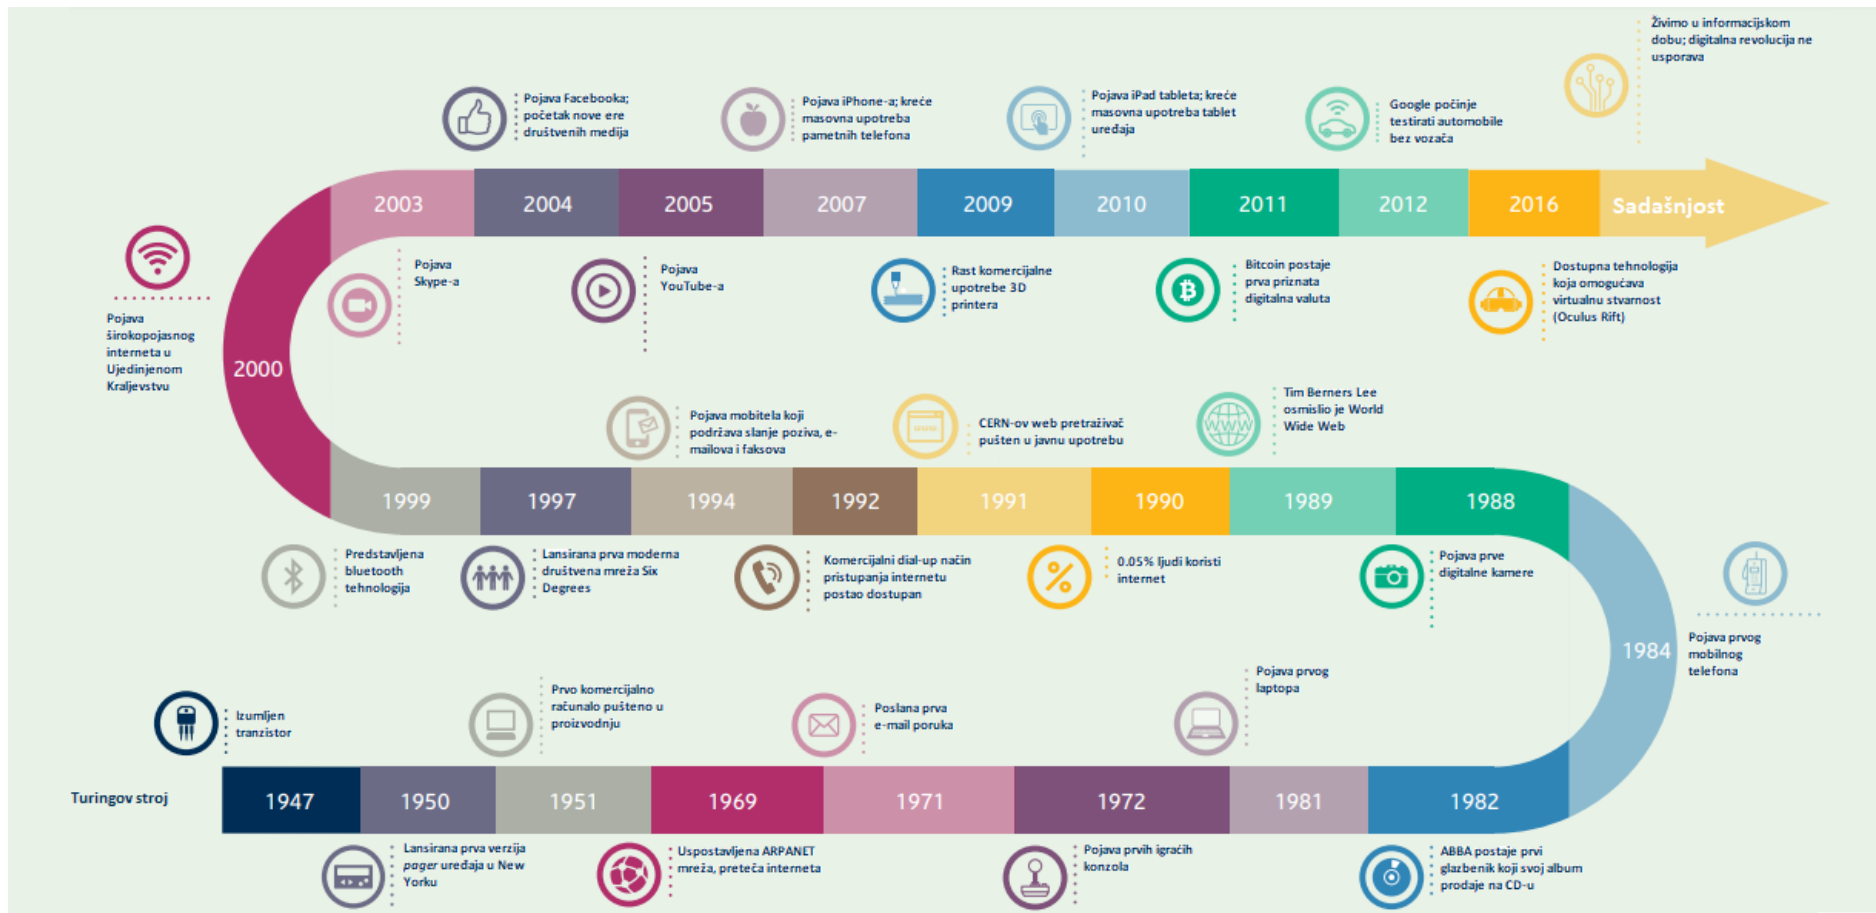 Živimo u informacijskom
dobu; digitalna revolucija ne
usporava
Pojava Facebooka;
početak nove ere
društvenih medija
Pojava iPhone-a; kreće
masovna upotreba
pametnih telefona
Pojava iPad tableta; kreće
masovna upotreba tablet
uređaja
Google počinje
testirati automobile
bez vozača
2003
2004
2005
2007
2009
2010
2011
2012
2016
Sadašnjost
Pojava
Skype-a
Pojava
YouTube-a
Rast komercijalne
upotrebe 3D
printera
Bitcoin postaje
prva priznata
digitalna valuta
Dostupna tehnologija
koja omogućava
virtualnu stvarnost
(Oculus Rift)
Pojava
širokopojasnog
interneta u
Ujedinjenom
Kraljevstvu
2000
Pojava mobitela koji
podržava slanje poziva, e-
mailova i faksova
CERN-ov web pretraživač
pušten u javnu upotrebu
WWW
Tim Berners Lee
osmislio je World
Wide Web
1999
1997
1994
1992
1991
1990
1989
1988
Predstavljena
bluetooth
tehnologija
Lansirana prva moderna
društvena mreža Six
Degrees
Komercijalni dial-up način
pristupanja internetu
postao dostupan
0.05% ljudi koristi
internet
Pojava prve
digitalne kamere
1984
Pojava prvog
mobilnog
telefona
Izumljen
tranzistor
Prvo komercijalno
računalo pušteno u
proizvodnju
Poslana prva
e-mail poruka
Pojava prvog
laptopa
Turingov stroj
1947
1950
1951
1969
1971
1972
1981
1982
Lansirana prva verzija
pager uređaja u New
Yorku
Uspostavljena ARPANET
mreža, preteča interneta
Pojava prvih igraćih
konzola
ABBA postaje prvi
glazbenik koji svoj album
prodaje na CD-u